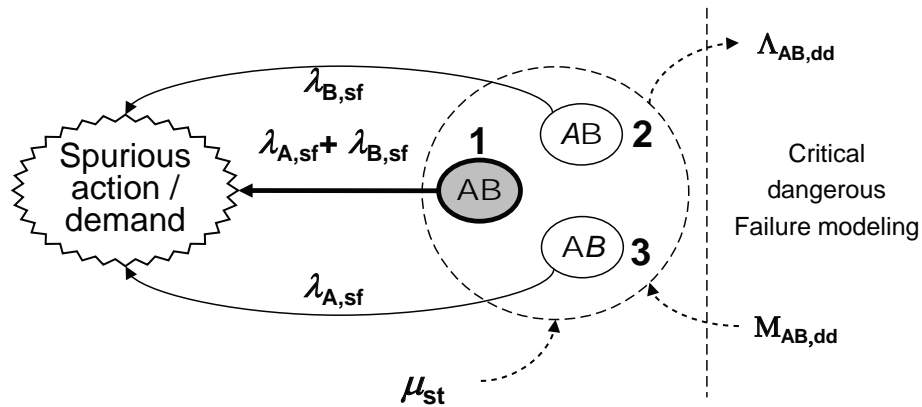 ΛAB,dd
λB,sf
AB
2
1
λA,sf+ λB,sf
Spurious
action /
demand
AB
Critical
dangerous
Failure modeling
AB
3
λA,sf
MAB,dd
μst